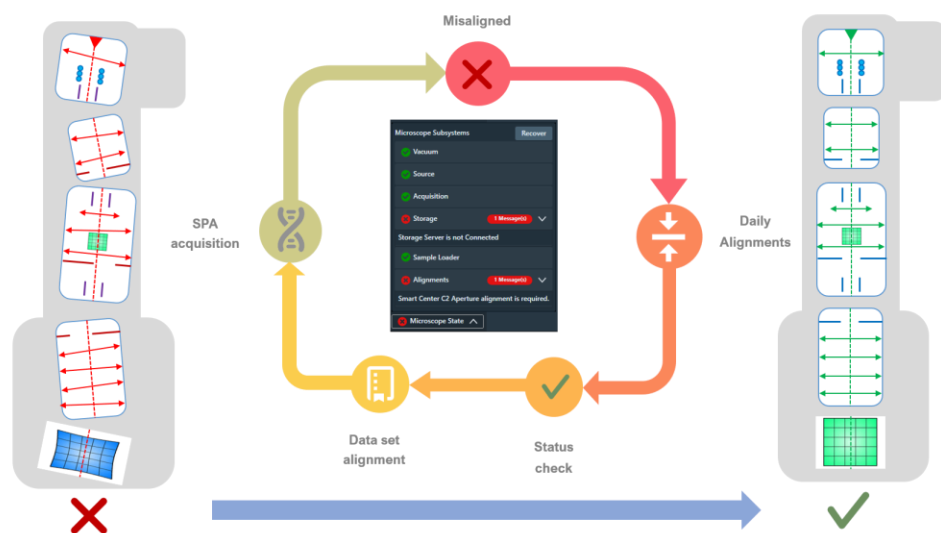 Misaligned
Microscope Subsystems
Recover
Vacuum
Source
Acquisition
Storage
1 Message(s)
Storage Server is not Connected
Sample Loader
Alignments
1 Message(s)
Smart Center C2 Aperture alignment is required.
Microscope State
SPA
acquisition
Daily
Alignments
Data set
alignment
Status
check